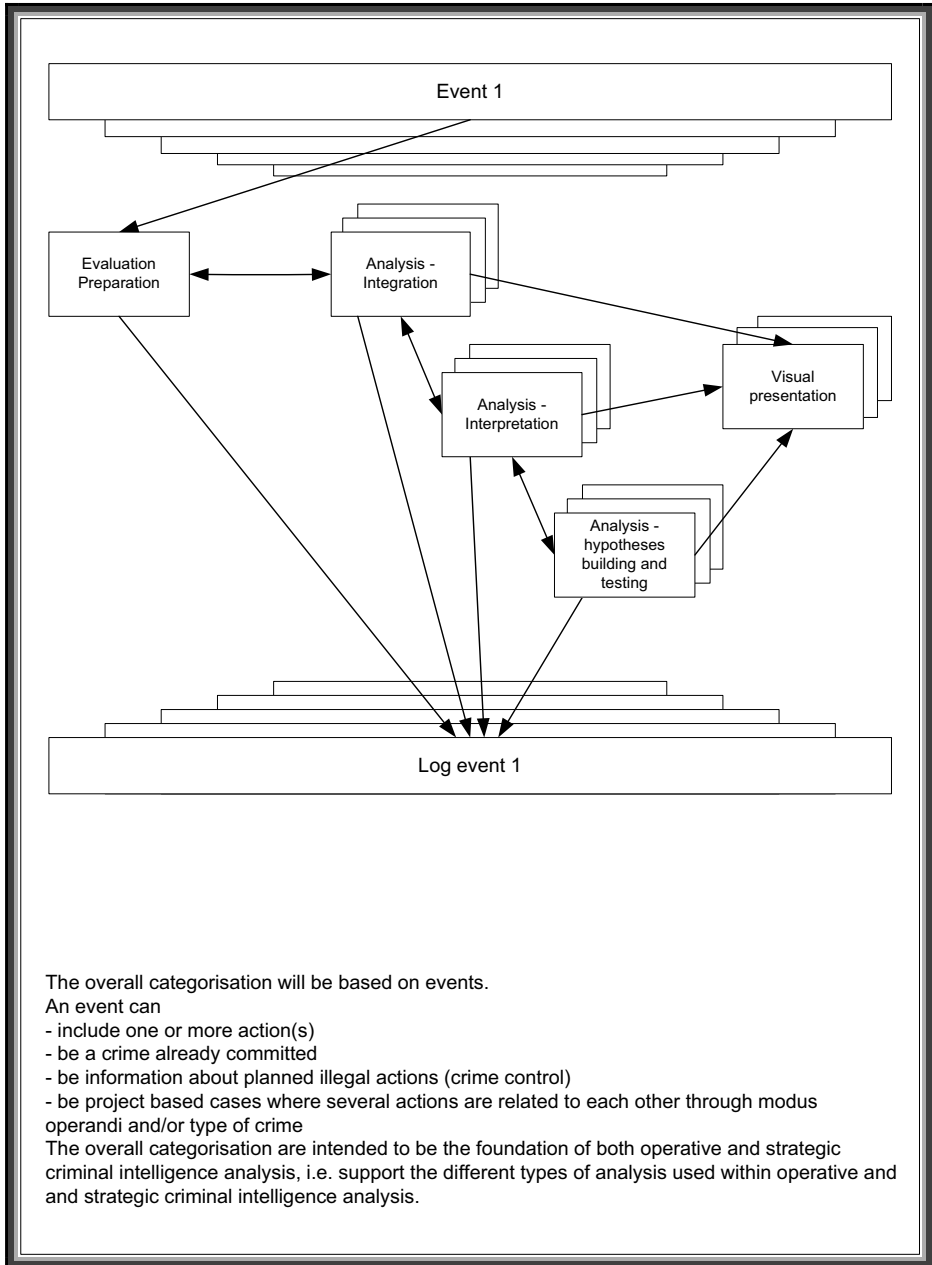 Event 1
Evaluation
Preparation
Analysis -
Integration
Analysis -
Interpretation
Visual
presentation
Analysis -
hypotheses
building and
testing
Log event 1
The overall categorisation will be based on events.
An event can
- include one or more action(s)
- be a crime already committed
- be information about planned illegal actions (crime control)
- be project based cases where several actions are related to each other through modus
operandi and/or type of crime
The overall categorisation are intended to be the foundation of both operative and strategic
criminal intelligence analysis, i.e. support the different types of analysis used within operative and
and strategic criminal intelligence analysis.